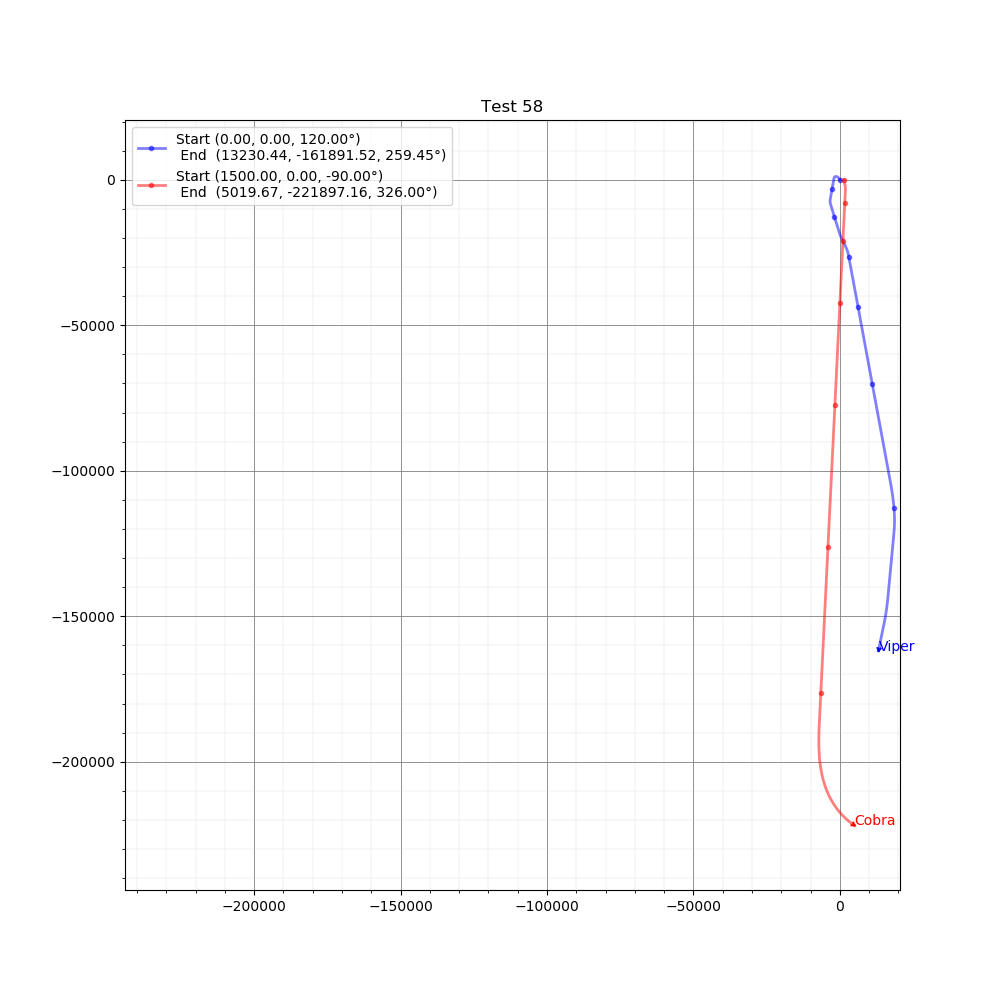 Test 58
Start (0.00, 0.00, 120.00°)
End  (13230.44, -161891.52, 259.45°)
Start (1500.00, 0.00, -90.00°)
End  (5019.67, -221897.16, 326.00°)
0
−50000
−100000
−150000
−200000
Viper
Cobra
−200000
−150000
−100000
−50000
0